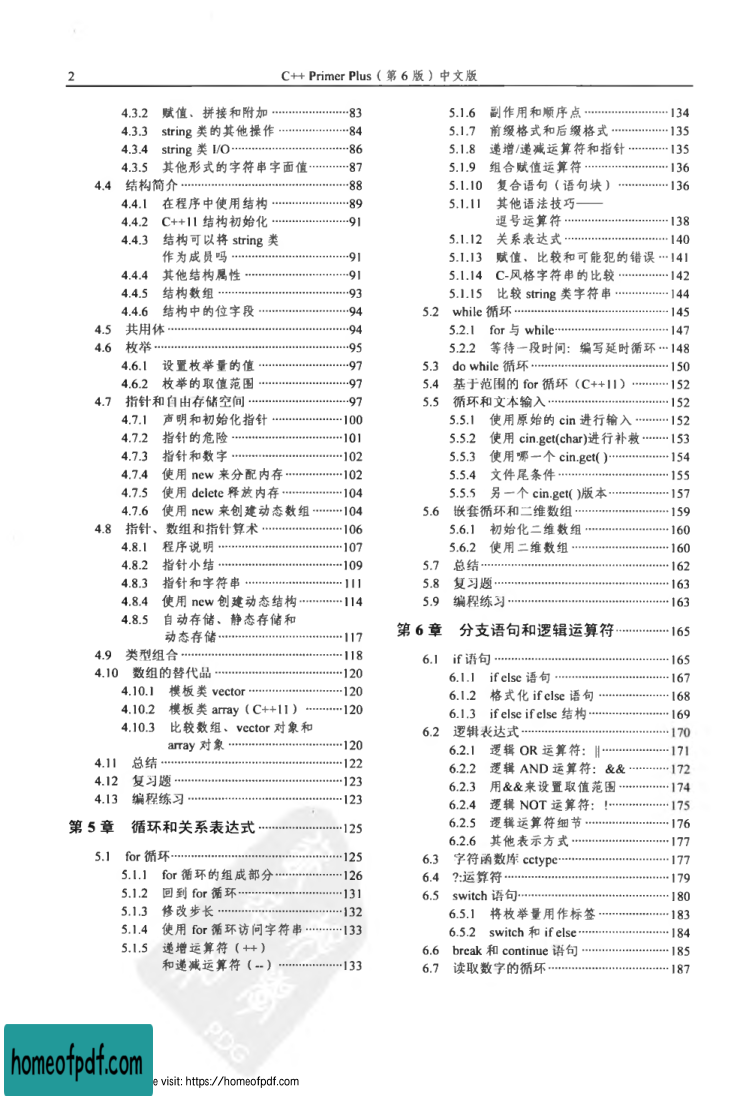 2
C++ Primer Plus（第 6 版）中文版
4.3.2 赋值、拼接和附加 ……………………83
4.3.3 string 类的其他操作 …………………84
4.3.4 string 类 I/O……………………………86
4.3.5 其他形式的字符串字面值…………87
4.4 结构简介………………………………………88
4.4.1 在程序中使用结构 …………………89
4.4.2 C++11 结构初始化 …………………91
4.4.3 结构可以将 string 类
作为成员吗 ……………………………91
4.4.4 其他结构属性 ………………………91
4.4.5 结构数组 ……………………………93
4.4.6 结构中的位字段 ……………………94
4.5 共用体…………………………………………94
4.6 枚举……………………………………………95
4.6.1 设置枚举量的值 ……………………97
4.6.2 枚举的取值范围 ……………………97
4.7 指针和自由存储空间 ………………………97
4.7.1 声明和初始化指针 …………………100
4.7.2 指针的危险 …………………………101
4.7.3 指针和数字 …………………………102
4.7.4 使用 new 来分配内存………………102
4.7.5 使用 delete 释放内存………………104
4.7.6 使用 new 来创建动态数组 ………104
4.8 指针、数组和指针算术 ……………………106
4.8.1 程序说明 ……………………………107
4.8.2 指针小结 ……………………………109
4.8.3 指针和字符串 ………………………111
4.8.4 使用 new 创建动态结构……………114
4.8.5 自动存储、静态存储和
动态存储………………………………117
4.9 类型组合………………………………………118
4.10 数组的替代品 ………………………………120
4.10.1 模板类 vector ………………………120
4.10.2 模板类 array（C++11）…………120
4.10.3 比较数组、vector 对象和
array 对象 ……………………………120
4.11 总结 …………………………………………122
4.12 复习题 ………………………………………123
4.13 编程练习 ……………………………………123
第 5 章 循环和关系表达式 ……………………125
5.1 for 循环…………………………………………125
5.1.1 for 循环的组成部分…………………126
5.1.2 回到 for 循环…………………………131
5.1.3 修改步长 ……………………………132
5.1.4 使用 for 循环访问字符串…………133
5.1.5 递增运算符（++）
和递减运算符（--）…………………133
5.1.6 副作用和顺序点 ……………………134
5.1.7 前缀格式和后缀格式 ………………135
5.1.8 递增/递减运算符和指针 …………135
5.1.9 组合赋值运算符 ……………………136
5.1.10 复合语句（语句块）………………136
5.1.11 其他语法技巧——
逗号运算符 …………………………138
5.1.12 关系表达式 …………………………140
5.1.13 赋值、比较和可能犯的错误 …141
5.1.14 C-风格字符串的比较 ……………142
5.1.15 比较 string 类字符串 ……………144
5.2 while 循环………………………………………145
5.2.1 for 与 while……………………………147
5.2.2 等待一段时间：编写延时循环 …148
5.3 do while 循环 …………………………………150
5.4 基于范围的 for 循环（C++11）…………152
5.5 循环和文本输入………………………………152
5.5.1 使用原始的 cin 进行输入 …………152
5.5.2 使用 cin.get(char)进行补救………153
5.5.3 使用哪一个 cin.get( )………………154
5.5.4 文件尾条件 …………………………155
5.5.5 另一个 cin.get( )版本………………157
5.6 嵌套循环和二维数组 ………………………159
5.6.1 初始化二维数组 ……………………160
5.6.2 使用二维数组 ………………………160
5.7 总结……………………………………………162
5.8 复习题…………………………………………163
5.9 编程练习………………………………………163
第 6 章 分支语句和逻辑运算符……………165
6.1 if 语句 …………………………………………165
6.1.1 if else 语句 …………………………167
6.1.2 格式化 if else 语句 …………………168
6.1.3 if else if else 结构……………………169
6.2 逻辑表达式……………………………………170
6.2.1 逻辑 OR 运算符：||…………………171
6.2.2 逻辑 AND 运算符：&& …………172
6.2.3 用&&来设置取值范围 ……………174
6.2.4 逻辑 NOT 运算符：!………………175
6.2.5 逻辑运算符细节 ……………………176
6.2.6 其他表示方式 ………………………177
6.3 字符函数库 cctype……………………………177
6.4 ?:运算符 ………………………………………179
6.5 switch 语句……………………………………180
6.5.1 将枚举量用作标签 …………………183
6.5.2 switch 和 if else………………………184
6.6 break 和 continue 语句 ……………………185
6.7 读取数字的循环 ……………………………187
PDG
homeofpdf.com
e visit: https://homeofpdf.com